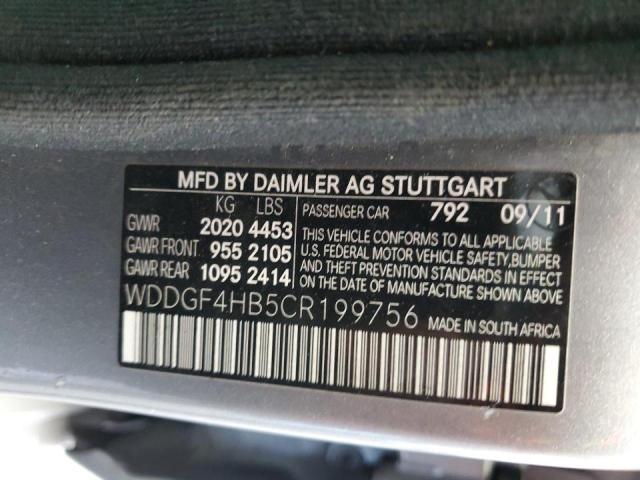 MFD BY DAIMLER AG STUTTGART
KG LBS
GVWR 2020 4453
GAWR FRONT 955 2105
GAWR REAR 1095 2414
PASSENGER CAR 792 09/11
THIS VEHICLE CONFORMS TO ALL APPLICABLE
U.S. FEDERAL MOTOR VEHICLE SAFETY, BUMPER
AND THEFT PREVENTION STANDARDS IN EFFECT
ON THE DATE OF MANUFACTURE SHOWN ABOVE.
WDDGF4HB5CR199756
MADE IN SOUTH AFRICA